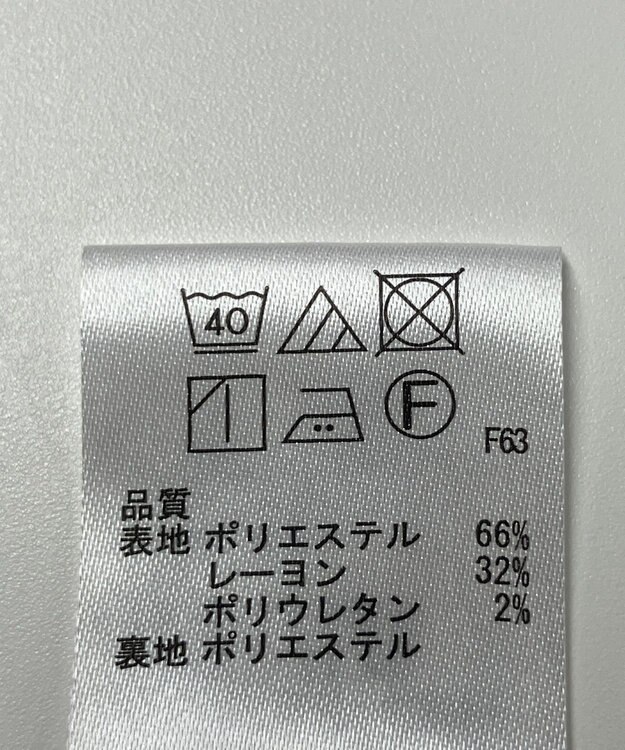 40
F
F63
品質
表地 ポリエステル 66%
レーヨン 32%
ポリウレタン 2%
裏地 ポリエステル